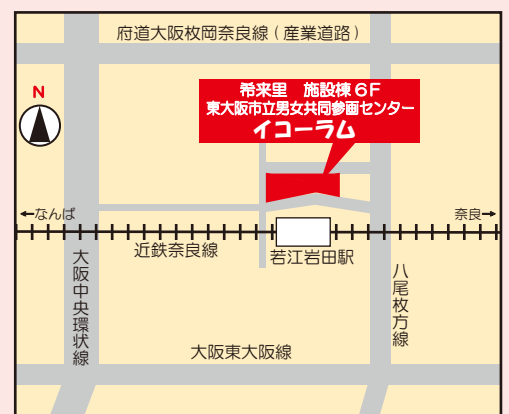 府道大阪枚岡奈良線(産業道路)
N
希来里 施設棟6F
東大阪市立男女共同参画センター
イコーラム
←なんば
奈良→
近鉄奈良線
若江岩田駅
大阪中央環状線
八尾枚方線
大阪東大阪線